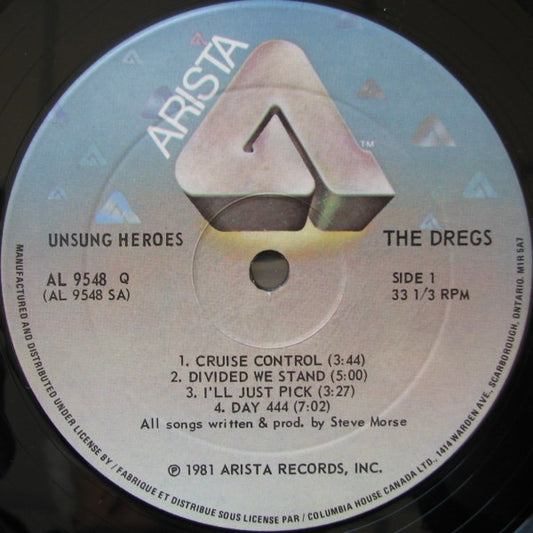 ARISTA
TM
UNSUNG HEROES
THE DREGS
AL 9548 Q
(AL 9548 SA)
SIDE 1
33 1/3 RPM
1. CRUISE CONTROL (3:44)
2. DIVIDED WE STAND (5:00)
3. I'LL JUST PICK (3:27)
4. DAY 444 (7:02)
All songs written & prod. by Steve Morse
℗ 1981 ARISTA RECORDS, INC.
MANUFACTURED AND DISTRIBUTED UNDER LICENSE BY / FABRIQUE ET DISTRIBUE SOUS LICENSE PAR / COLUMBIA HOUSE CANADA LTD., 1414 WARDEN AVE., SCARBOROUGH, ONTARIO. M1R 5A7